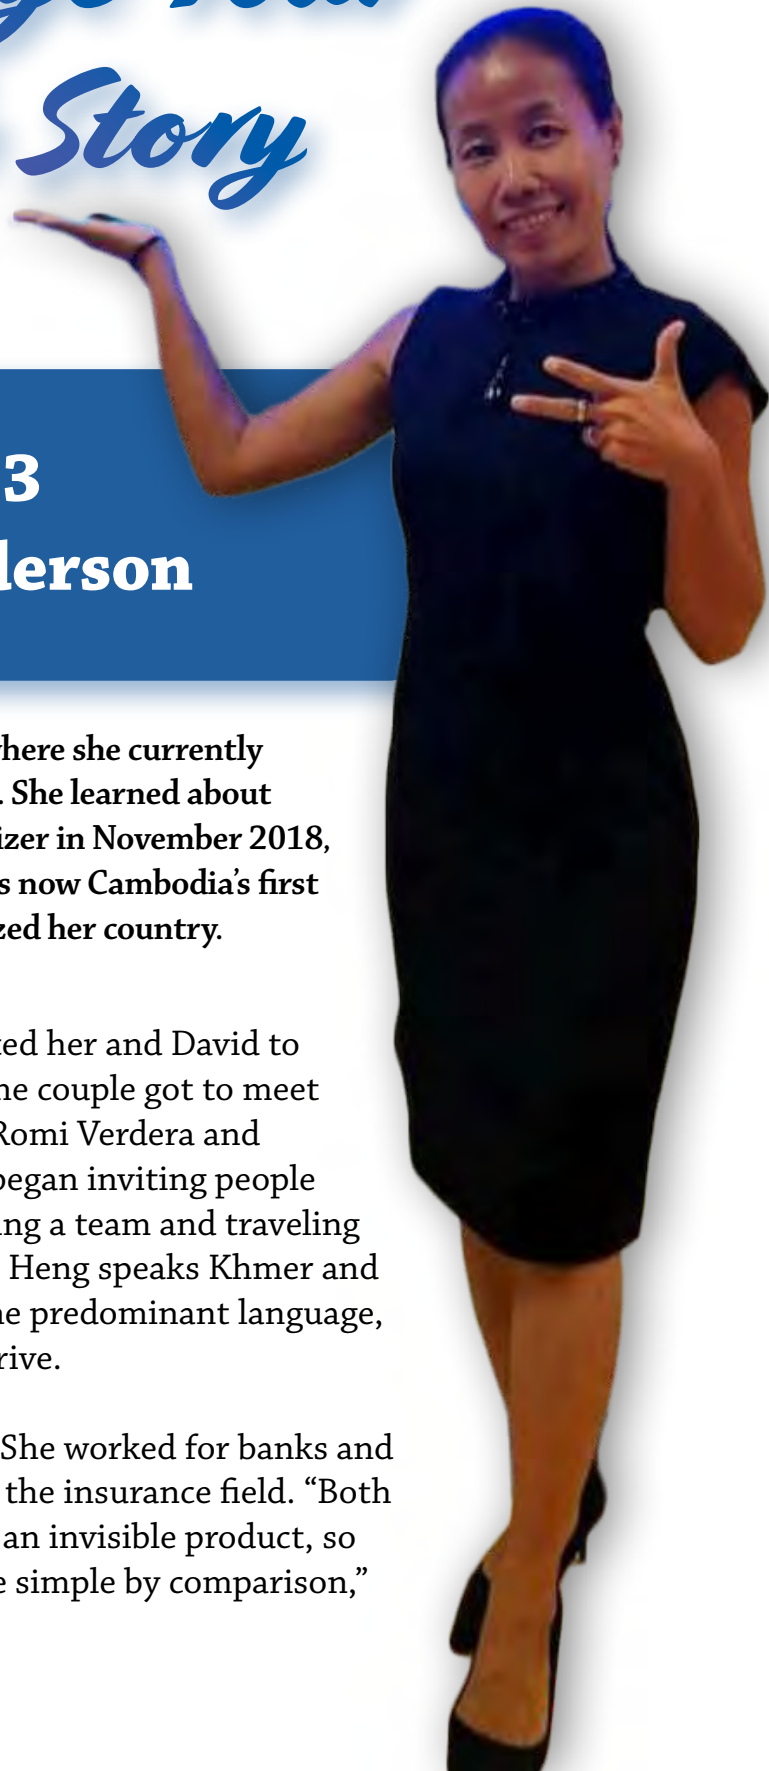 Story
3
derson
where she currently
. She learned about
izer in November 2018,
s now Cambodia’s first
zed her country.
ted her and David to
he couple got to meet
Romi Verdera and
began inviting people
ing a team and traveling
Heng speaks Khmer and
he predominant language,
rive.
She worked for banks and
the insurance field. “Both
an invisible product, so
e simple by comparison,”